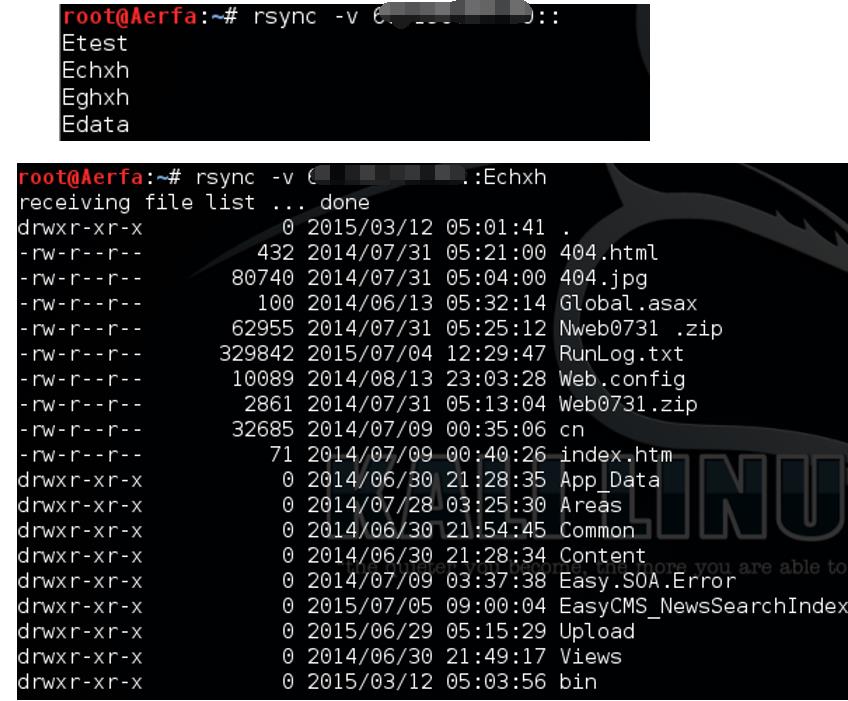 root@Aerfa:~# rsync -v 6 ::
Etest
Echxh
Eghxh
Edata
root@Aerfa:~# rsync -v ::Echxh
receiving file list ... done
drwxr-xr-x 0 2015/03/12 05:01:41 .
-rw-r--r-- 432 2014/07/31 05:21:00 404.html
-rw-r--r-- 80740 2014/07/31 05:04:00 404.jpg
-rw-r--r-- 100 2014/06/13 05:32:14 Global.asax
-rw-r--r-- 62955 2014/07/31 05:25:12 Nweb0731 .zip
-rw-r--r-- 329842 2015/07/04 12:29:47 RunLog.txt
-rw-r--r-- 10089 2014/08/13 23:03:28 Web.config
-rw-r--r-- 2861 2014/07/31 05:13:04 Web0731.zip
-rw-r--r-- 32685 2014/07/09 00:35:06 cn
-rw-r--r-- 71 2014/07/09 00:40:26 index.htm
drwxr-xr-x 0 2014/06/30 21:28:35 App_Data
drwxr-xr-x 0 2014/07/28 03:25:30 Areas
drwxr-xr-x 0 2014/06/30 21:54:45 Common
drwxr-xr-x 0 2014/06/30 21:28:34 Content
drwxr-xr-x 0 2014/07/09 03:37:38 Easy.SOA.Error
drwxr-xr-x 0 2015/07/05 09:00:04 EasyCMS_NewsSearchIndex
drwxr-xr-x 0 2015/06/29 05:15:29 Upload
drwxr-xr-x 0 2014/06/30 21:49:17 Views
drwxr-xr-x 0 2015/03/12 05:03:56 bin
KALI LINU
the quieter you become, the more you are able to